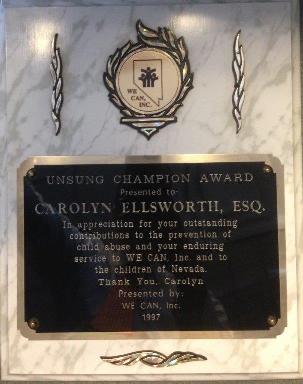 WE
CAN,
INC.
UNSUNG CHAMPION AWARD
Presented to-
CAROLYN ELLSWORTH, ESQ.
In appreciation for your outstanding
contributions to the prevention of
child abuse and your enduring
service to WE CAN, Inc. and to
the children of Nevada.
Thank You, Carolyn
Presented by:
WE CAN, Inc.
1997